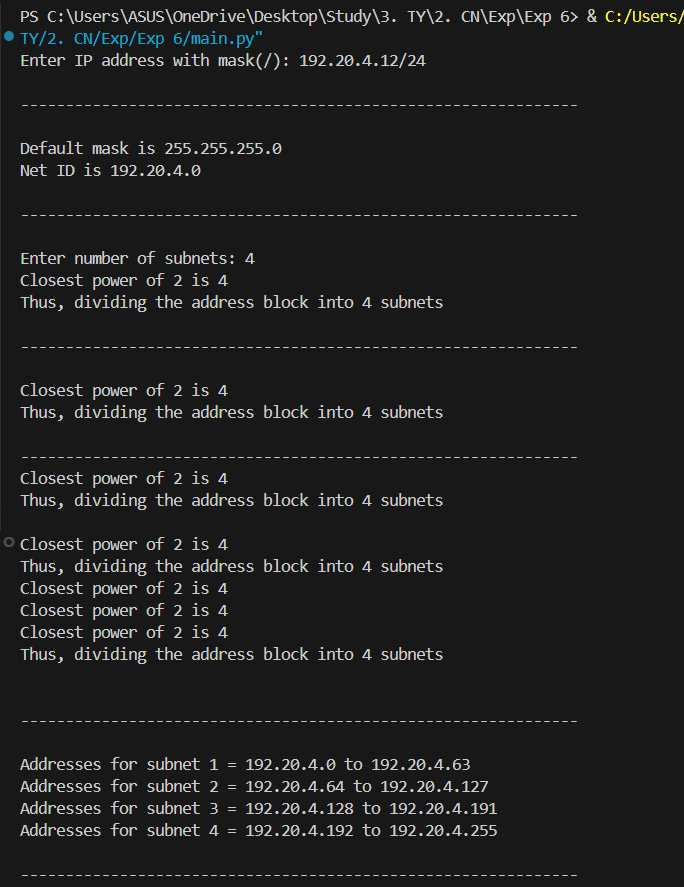 PS C:\Users\ASUS\OneDrive\Desktop\Study\3. TY\2. CN\Exp\Exp 6> & C:/Users/
TY/2. CN/Exp/Exp 6/main.py"
Enter IP address with mask(/): 192.20.4.12/24
--------------------------------------------------------------
Default mask is 255.255.255.0
Net ID is 192.20.4.0
--------------------------------------------------------------
Enter number of subnets: 4
Closest power of 2 is 4
Thus, dividing the address block into 4 subnets
--------------------------------------------------------------
Closest power of 2 is 4
Thus, dividing the address block into 4 subnets
--------------------------------------------------------------
Closest power of 2 is 4
Thus, dividing the address block into 4 subnets
Closest power of 2 is 4
Thus, dividing the address block into 4 subnets
Closest power of 2 is 4
Closest power of 2 is 4
Closest power of 2 is 4
Thus, dividing the address block into 4 subnets
--------------------------------------------------------------
Addresses for subnet 1 = 192.20.4.0 to 192.20.4.63
Addresses for subnet 2 = 192.20.4.64 to 192.20.4.127
Addresses for subnet 3 = 192.20.4.128 to 192.20.4.191
Addresses for subnet 4 = 192.20.4.192 to 192.20.4.255
--------------------------------------------------------------